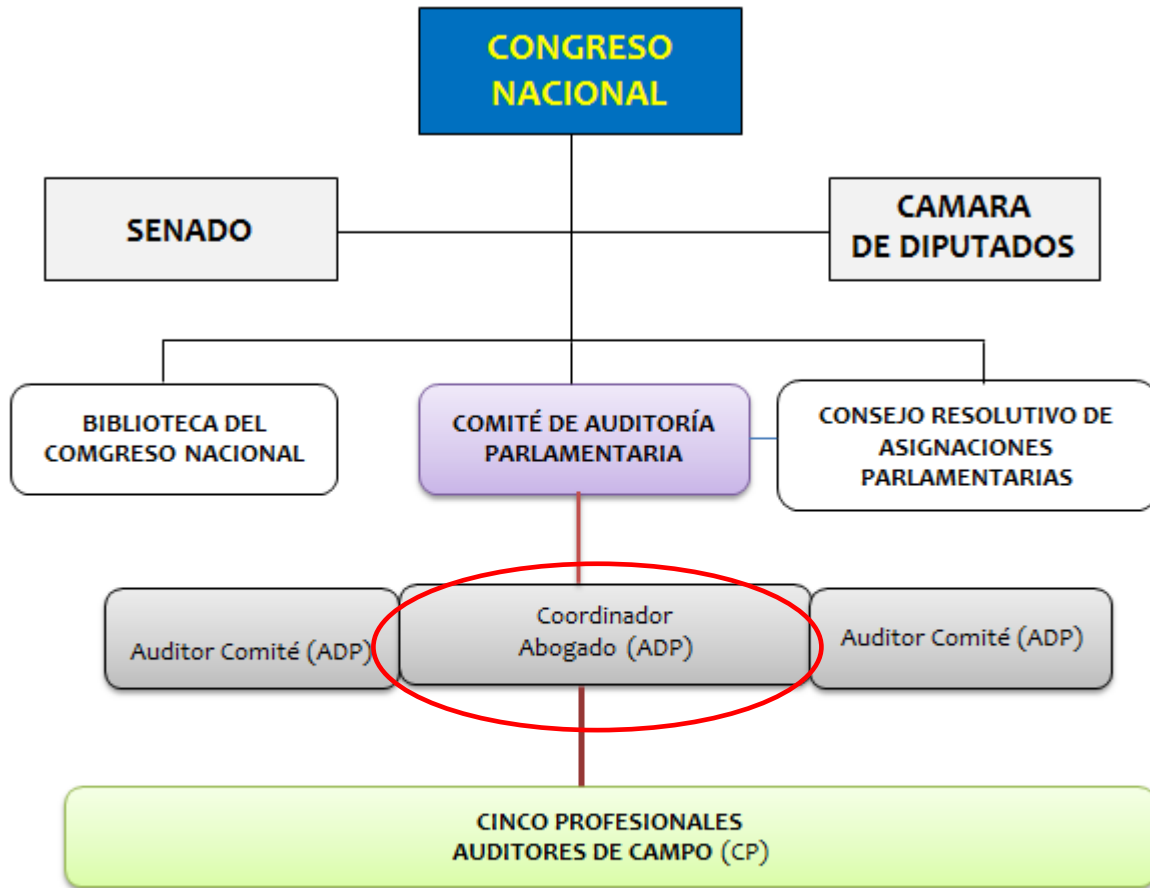 CONGRESO
NACIONAL
SENADO
CAMARA
DE DIPUTADOS
BIBLIOTECA DEL
COMGRESO NACIONAL
COMITÉ DE AUDITORÍA
PARLAMENTARIA
CONSEJO RESOLUTIVO DE
ASIGNACIONES
PARLAMENTARIAS
Auditor Comité (ADP)
Coordinador
Abogado (ADP)
Auditor Comité (ADP)
CINCO PROFESIONALES
AUDITORES DE CAMPO (CP)